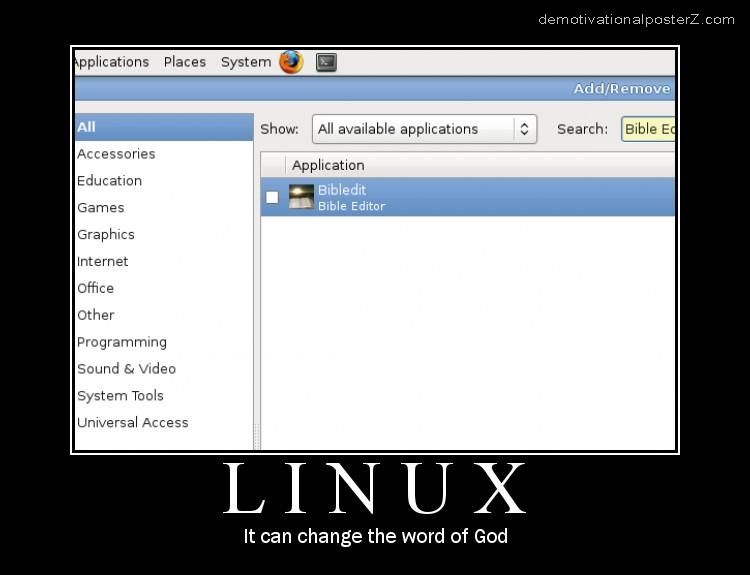 demotivationalposterZ.com
Applications Places System
Add/Remove
All
Accessories
Education
Games
Graphics
Internet
Office
Other
Programming
Sound & Video
System Tools
Universal Access
Show: All available applications Search: Bible Ed
Application
Bibledit
Bible Editor
LINUX
It can change the word of God